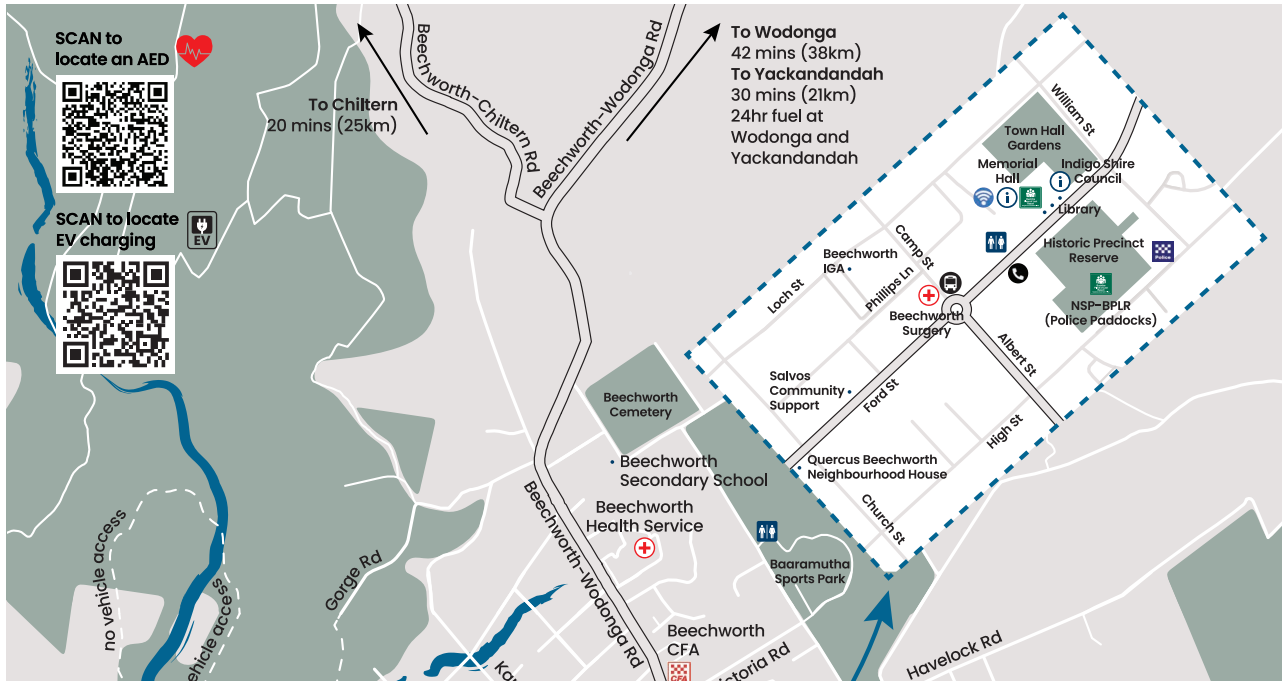 SCAN to
locate an AED
SCAN to locate
EV charging
EV
To Chiltern
20 mins (25km)
Beechworth-Chiltern Rd
Beechworth-Wodonga Rd
To Wodonga
42 mins (38km)
To Yackandandah
30 mins (21km)
24hr fuel at
Wodonga and
Yackandandah
William St
Town Hall
Gardens
Memorial
Hall
Indigo Shire
Council
Library
Historic Precinct
Reserve
Police
NSP-BPLR
(Police Paddocks)
Camp St
Beechworth
IGA
Phillips Ln
Loch St
Beechworth
Surgery
Albert St
Salvos
Community
Support
Ford St
High St
Quercus Beechworth
Neighbourhood House
Church St
Beechworth
Cemetery
Beechworth
Secondary School
Beechworth
Health Service
Beechworth-Wodonga Rd
Baaramutha
Sports Park
Gorge Rd
no vehicle access
ehicle access
Beechworth
CFA
CFA
Ka
ictoria Rd
Havelock Rd